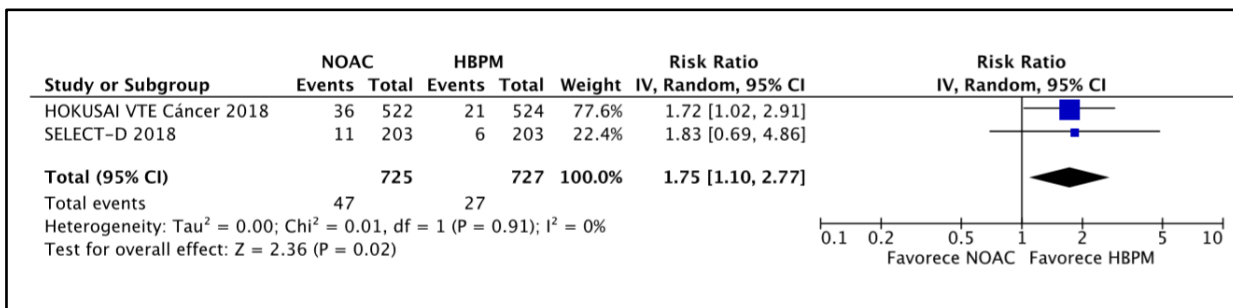 NOAC HBPM Risk Ratio Risk Ratio
Study or Subgroup Events Total Events Total Weight IV, Random, 95% CI IV, Random, 95% CI
HOKUSAI VTE Cáncer 2018 36 522 21 524 77.6% 1.72 [1.02, 2.91]
SELECT-D 2018 11 203 6 203 22.4% 1.83 [0.69, 4.86]
Total (95% CI) 725 727 100.0% 1.75 [1.10, 2.77]
Total events 47 27
Heterogeneity: Tau² = 0.00; Chi² = 0.01, df = 1 (P = 0.91); I² = 0%
Test for overall effect: Z = 2.36 (P = 0.02)
0.1 0.2 0.5 1 2 5 10
Favorece NOAC Favorece HBPM